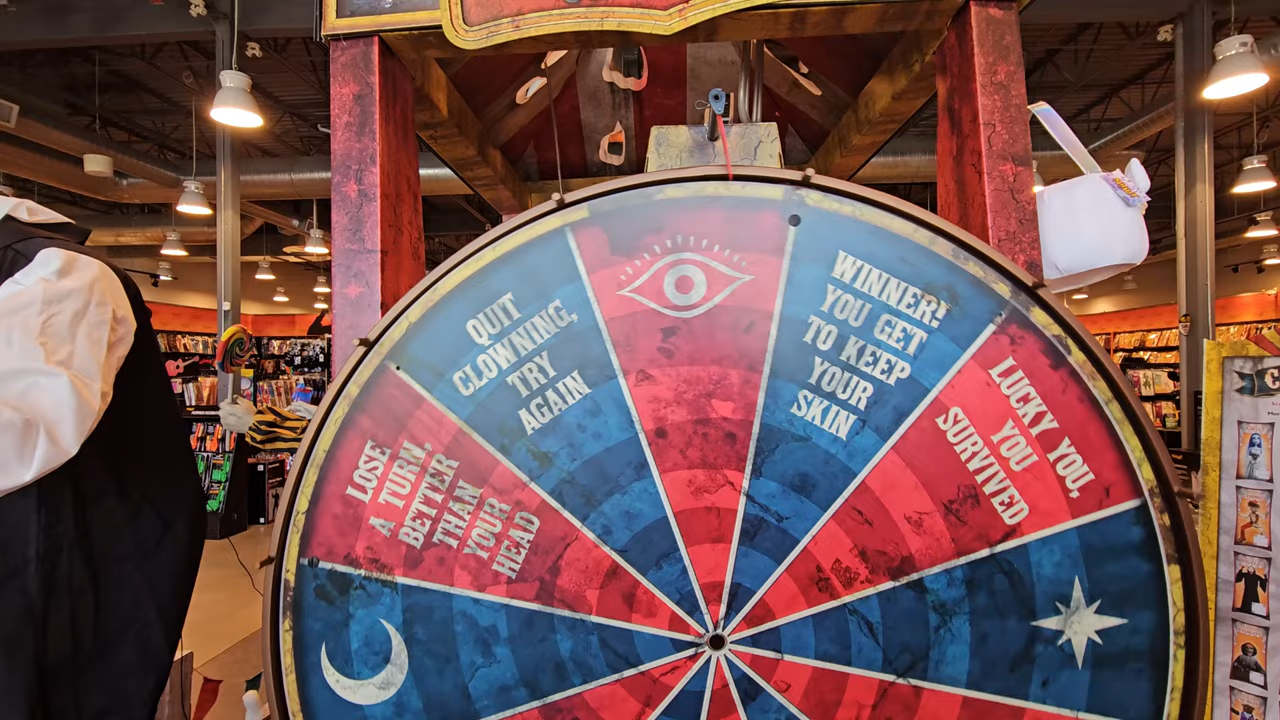 QUIT
CLOWNING,
TRY
AGAIN
WINNER!
YOU GET
TO KEEP
YOUR
SKIN
LOSE
A TURN,
BETTER
THAN
YOUR
HEAD
LUCKY YOU,
YOU
SURVIVED